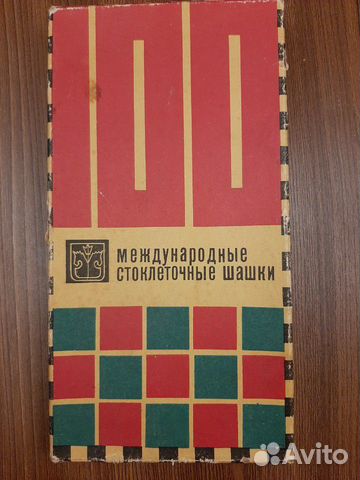 100
международные
стоклеточные шашки
Avito